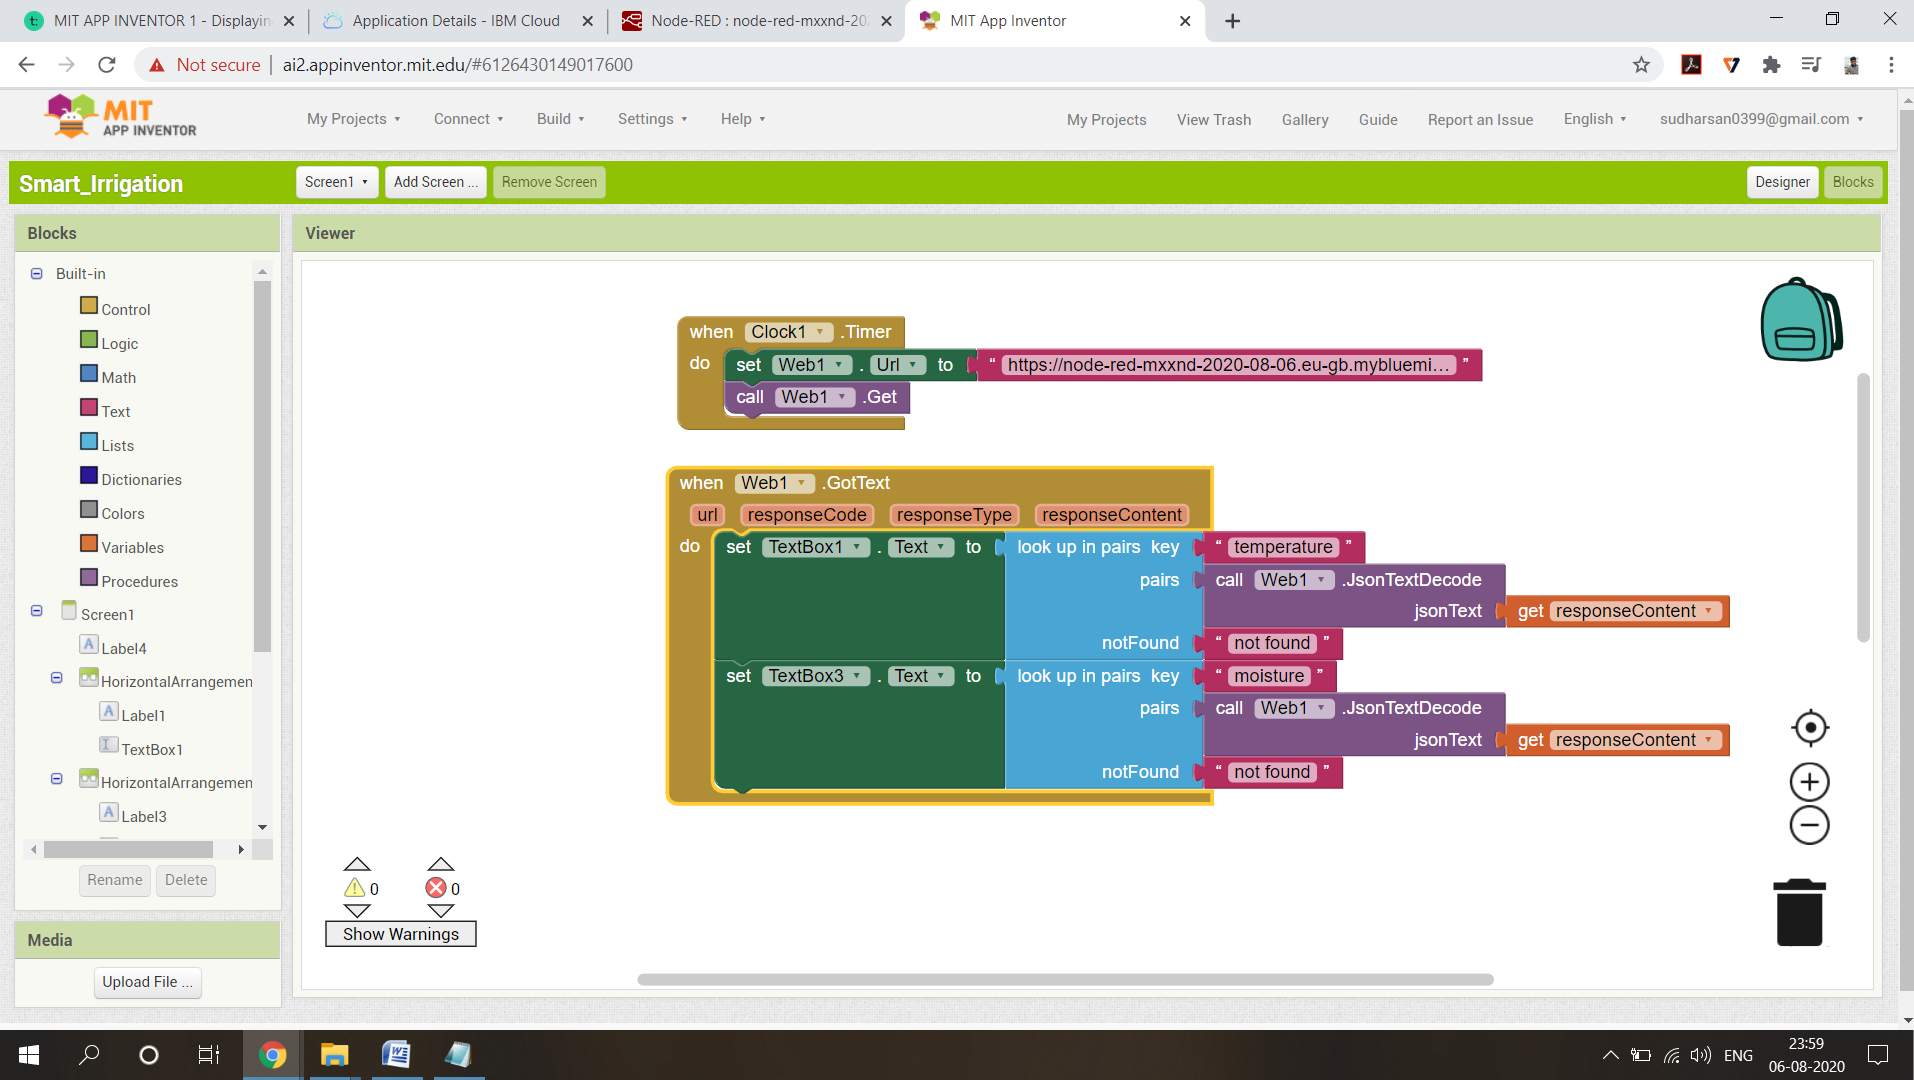 MIT APP INVENTOR 1 - Displayin
Application Details - IBM Cloud
Node-RED : node-red-mxxnd-202
MIT App Inventor
Not secure | ai2.appinventor.mit.edu/#6126430149017600
MIT
APP INVENTOR
My Projects
Connect
Build
Settings
Help
My Projects
View Trash
Gallery
Guide
Report an Issue
English
sudharsan0399@gmail.com
Smart_Irrigation
Screen1
Add Screen ...
Remove Screen
Designer
Blocks
Blocks
Built-in
Control
Logic
Math
Text
Lists
Dictionaries
Colors
Variables
Procedures
Screen1
Label4
HorizontalArrangemen
Label1
TextBox1
HorizontalArrangemen
Label3
Rename
Delete
Media
Upload File ...
Viewer
when Clock1 .Timer
do set Web1 . Url to “ https://node-red-mxxnd-2020-08-06.eu-gb.mybluemi... ”
call Web1 .Get
when Web1 .GotText
url responseCode responseType responseContent
do set TextBox1 . Text to look up in pairs key “ temperature ”
pairs call Web1 .JsonTextDecode
jsonText get responseContent
notFound “ not found ”
set TextBox3 . Text to look up in pairs key “ moisture ”
pairs call Web1 .JsonTextDecode
jsonText get responseContent
notFound “ not found ”
0 0
Show Warnings
ENG
23:59
06-08-2020